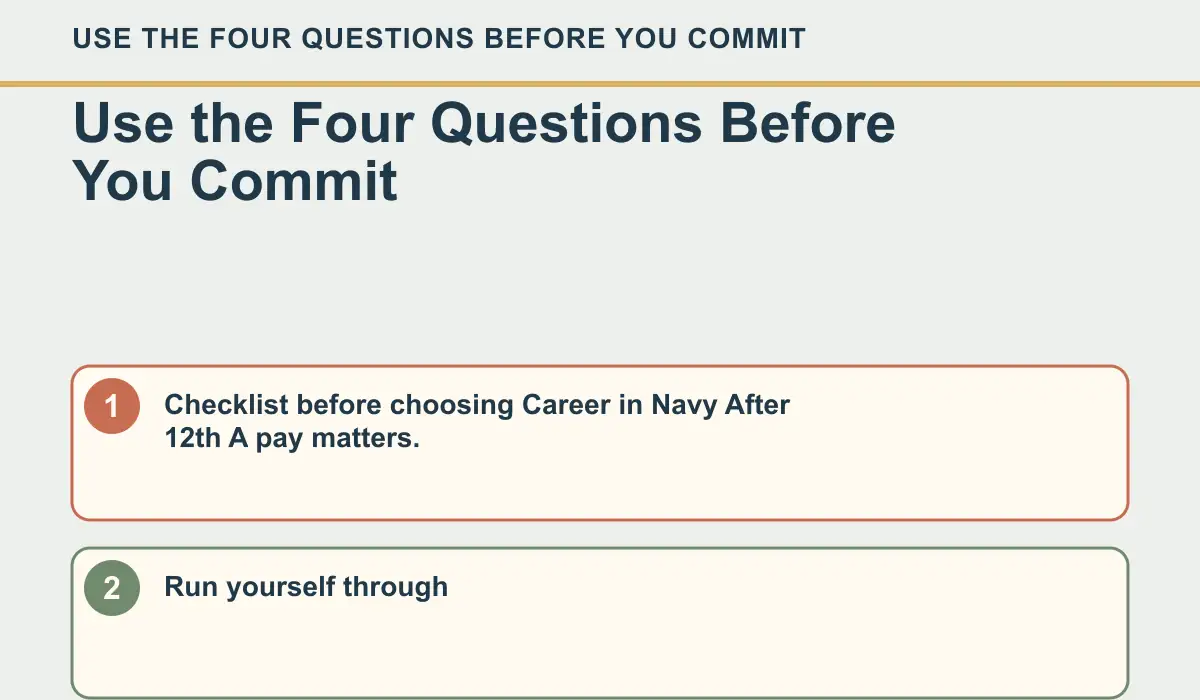 USE THE FOUR QUESTIONS BEFORE YOU COMMIT
Use the Four Questions Before
You Commit
1
Checklist before choosing Career in Navy After
12th A pay matters.
2
Run yourself through